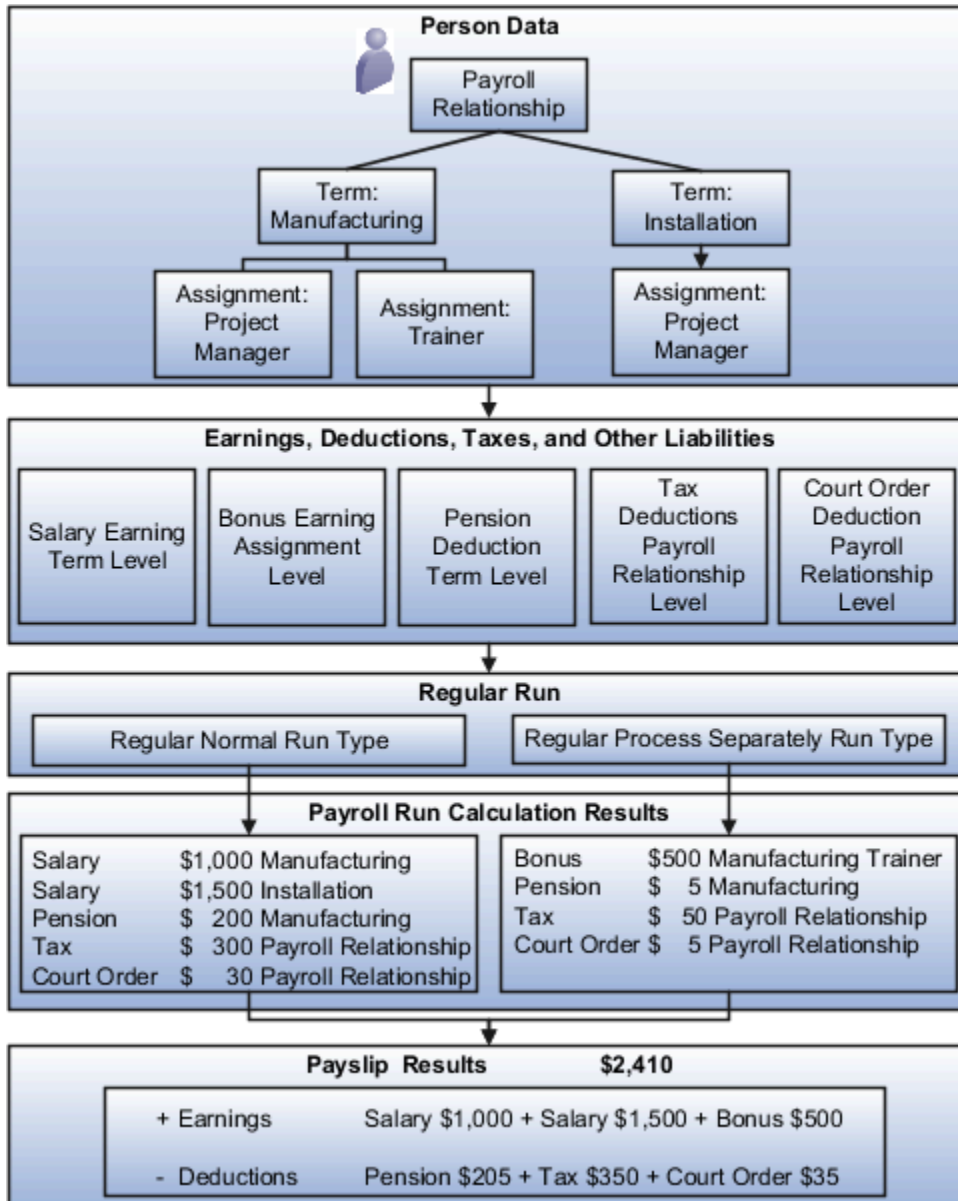 Person Data
Payroll
Relationship
Term:
Manufacturing
Term:
Installation
Assignment:
Project
Manager
Assignment:
Trainer
Assignment:
Project
Manager
Earnings, Deductions, Taxes, and Other Liabilities
Salary Earning
Term Level
Bonus Earning
Assignment
Level
Pension
Deduction
Term Level
Tax
Deductions
Payroll
Relationship
Level
Court Order
Deduction
Payroll
Relationship
Level
Regular Run
Regular Normal Run Type
Regular Process Separately Run Type
Payroll Run Calculation Results
Salary $1,000 Manufacturing
Salary $1,500 Installation
Pension $ 200 Manufacturing
Tax $ 300 Payroll Relationship
Court Order $ 30 Payroll Relationship
Bonus $500 Manufacturing Trainer
Pension $ 5 Manufacturing
Tax $ 50 Payroll Relationship
Court Order $ 5 Payroll Relationship
Payslip Results $2,410
+ Earnings Salary $1,000 + Salary $1,500 + Bonus $500
- Deductions Pension $205 + Tax $350 + Court Order $35